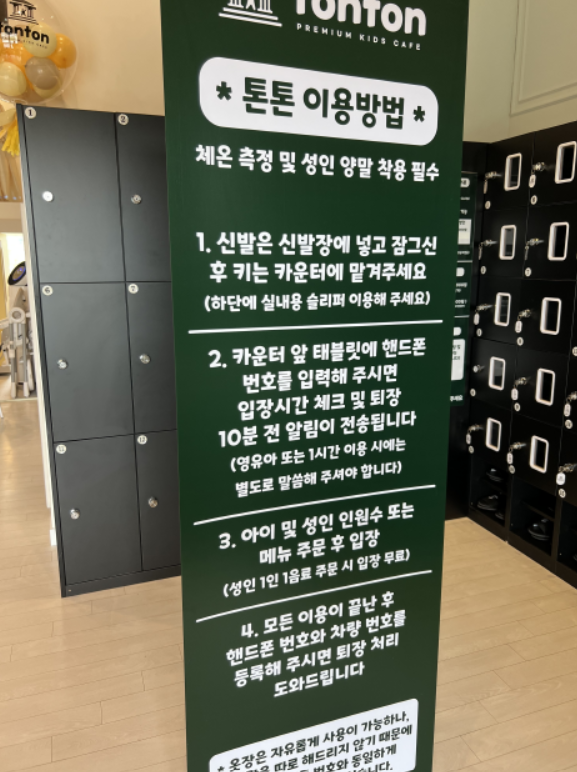 tonton
tonton
PREMIUM KIDS CAFE
* 톤톤 이용방법 *
체온 측정 및 성인 양말 착용 필수
1. 신발은 신발장에 넣고 잠그신
후 키는 카운터에 맡겨주세요
(하단에 실내용 슬리퍼 이용해 주세요)
2. 카운터 앞 태블릿에 핸드폰
번호를 입력해 주시면
입장시간 체크 및 퇴장
10분 전 알림이 전송됩니다
(영유아 또는 1시간 이용 시에는
별도로 말씀해 주셔야 합니다)
3. 아이 및 성인 인원수 또는
메뉴 주문 후 입장
(성인 1인 1음료 주문 시 입장 무료)
4. 모든 이용이 끝난 후
핸드폰 번호와 차량 번호를
등록해 주시면 퇴장 처리
도와드립니다
* 옷장은 자유롭게 사용이 가능하나,
따로 해드리지 않기 때문에
번호와 동일하게